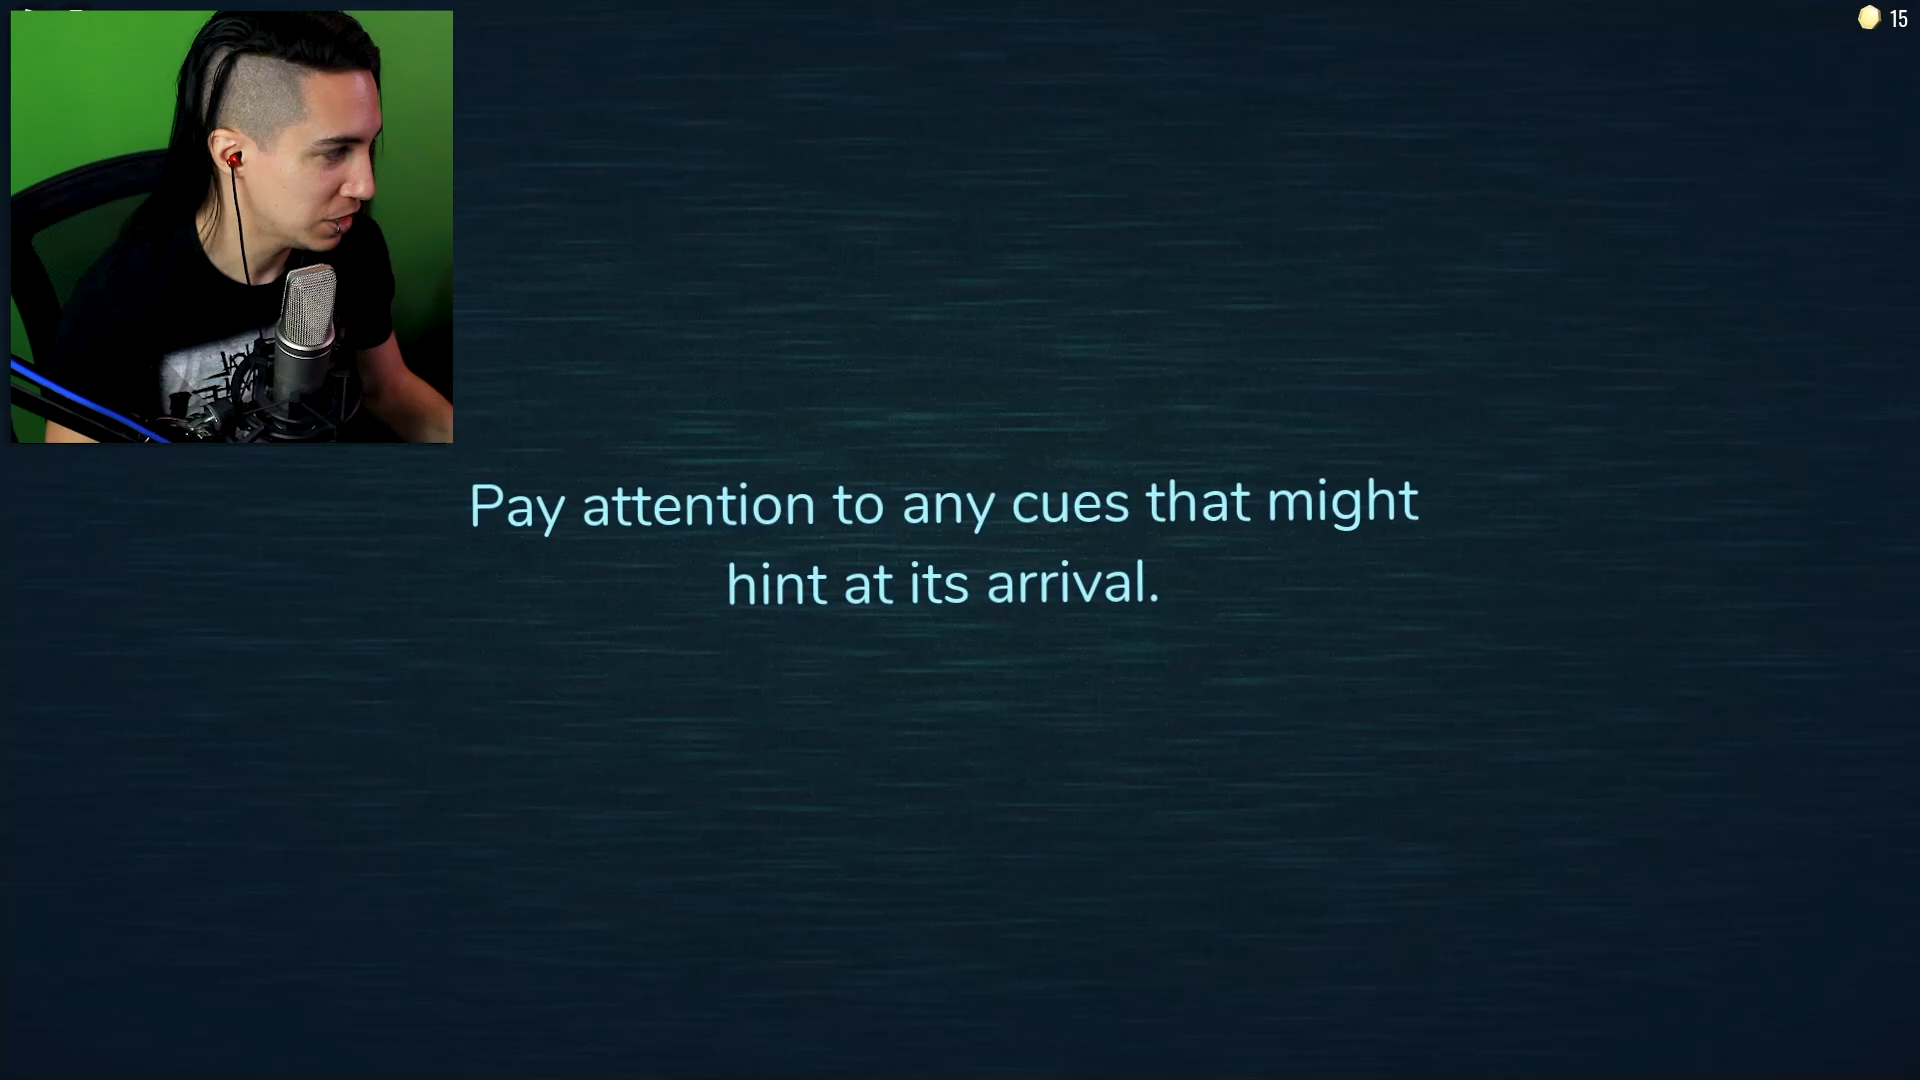 15
Pay attention to any cues that might
hint at its arrival.